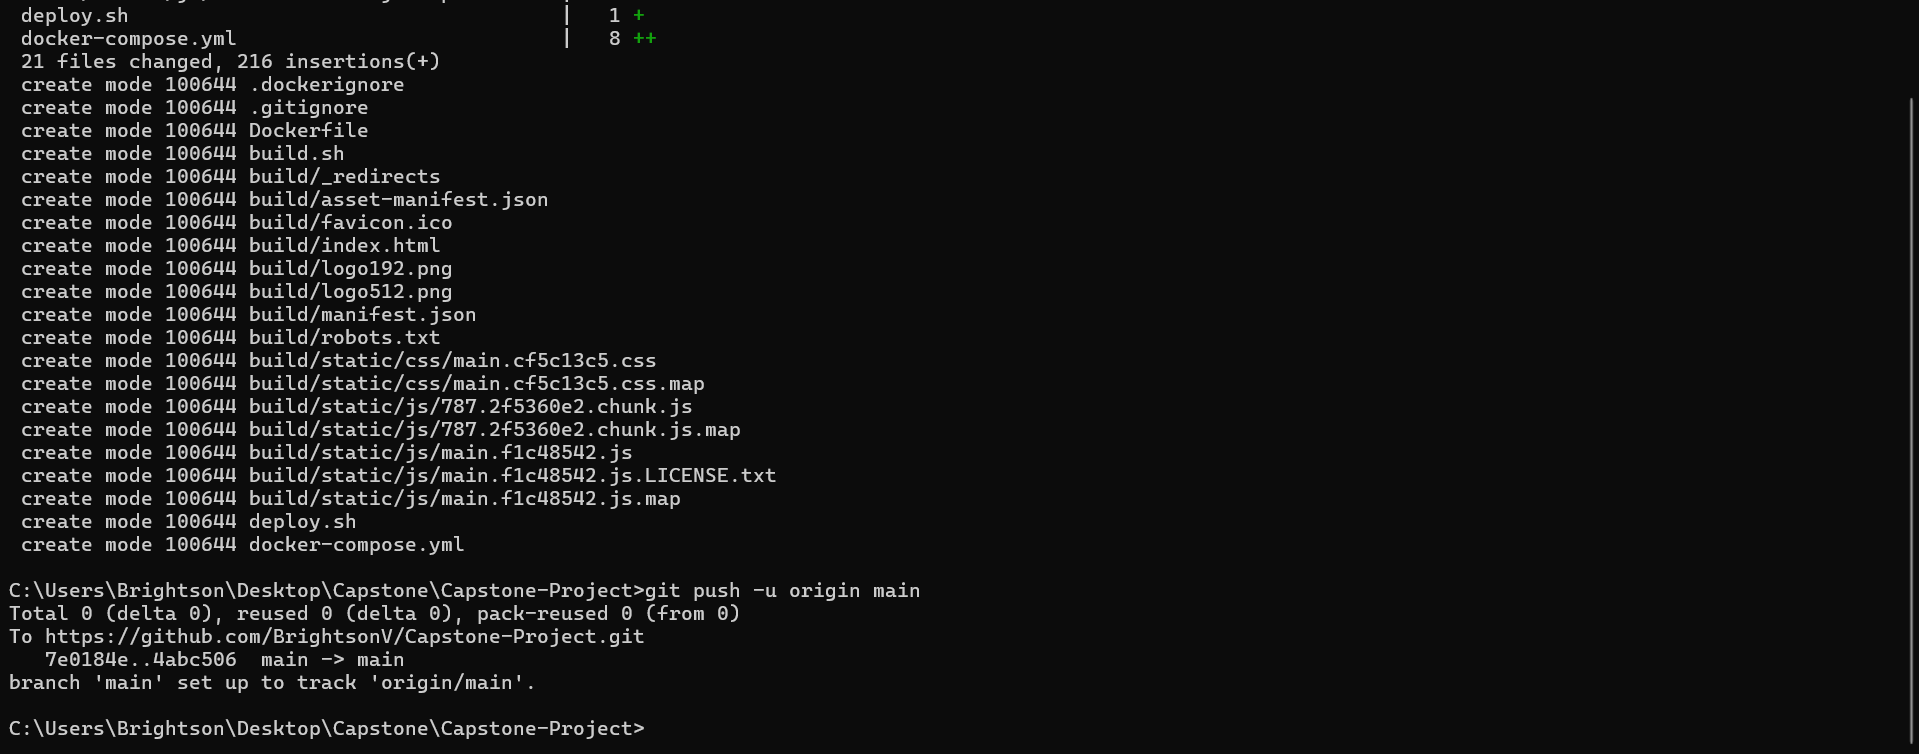 deploy.sh | 1 +
docker-compose.yml | 8 ++
21 files changed, 216 insertions(+)
create mode 100644 .dockerignore
create mode 100644 .gitignore
create mode 100644 Dockerfile
create mode 100644 build.sh
create mode 100644 build/_redirects
create mode 100644 build/asset-manifest.json
create mode 100644 build/favicon.ico
create mode 100644 build/index.html
create mode 100644 build/logo192.png
create mode 100644 build/logo512.png
create mode 100644 build/manifest.json
create mode 100644 build/robots.txt
create mode 100644 build/static/css/main.cf5c13c5.css
create mode 100644 build/static/css/main.cf5c13c5.css.map
create mode 100644 build/static/js/787.2f5360e2.chunk.js
create mode 100644 build/static/js/787.2f5360e2.chunk.js.map
create mode 100644 build/static/js/main.f1c48542.js
create mode 100644 build/static/js/main.f1c48542.js.LICENSE.txt
create mode 100644 build/static/js/main.f1c48542.js.map
create mode 100644 deploy.sh
create mode 100644 docker-compose.yml
C:\Users\Brightson\Desktop\Capstone\Capstone-Project>git push -u origin main
Total 0 (delta 0), reused 0 (delta 0), pack-reused 0 (from 0)
To https://github.com/BrightsonV/Capstone-Project.git
7e0184e..4abc506  main -> main
branch 'main' set up to track 'origin/main'.
C:\Users\Brightson\Desktop\Capstone\Capstone-Project>